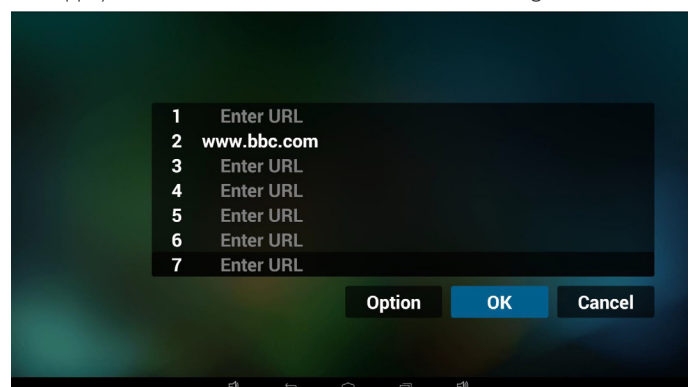 1 Enter URL
2 www.bbc.com
3 Enter URL
4 Enter URL
5 Enter URL
6 Enter URL
7 Enter URL
Option OK Cancel